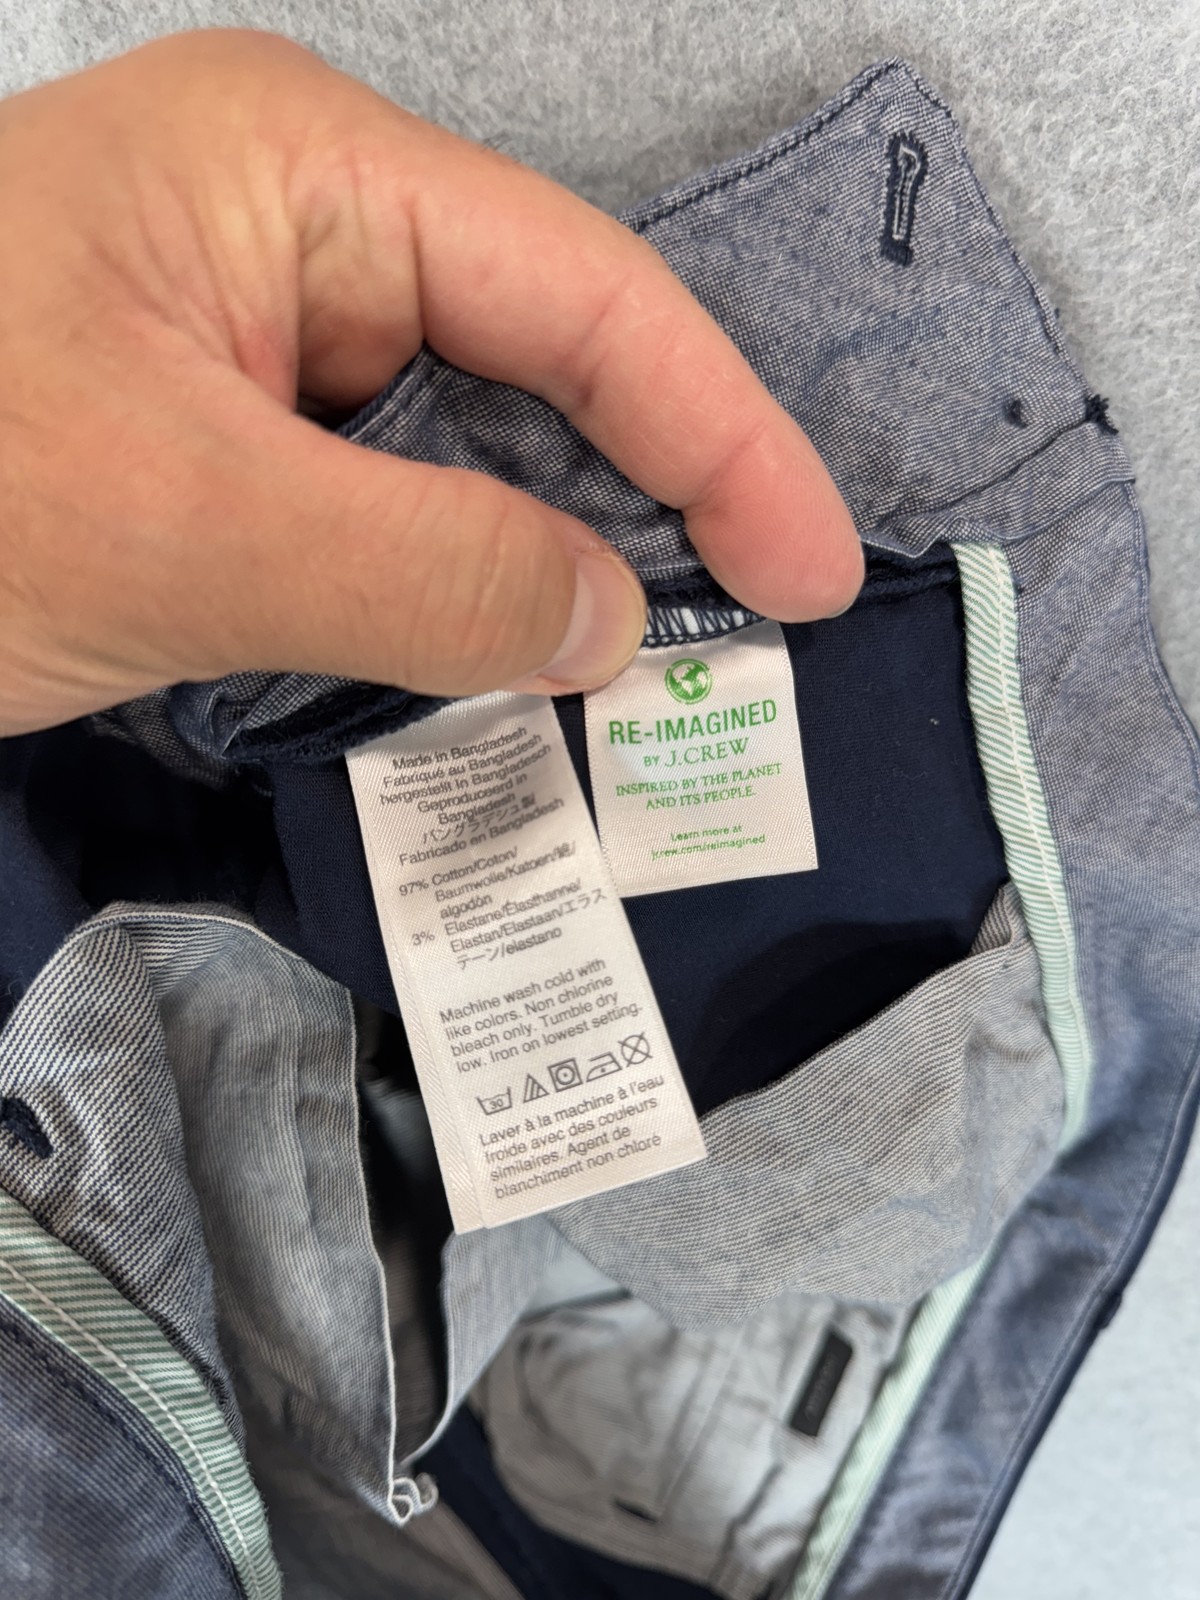 Made in Bangladesh
Fabriqué au Bangladesh
hergestellt in Bangladesch
Geproduceerd in
Bangladesh
バングラデシュ製
Fabricado en Bangladesh
97% Cotton/Coton/
Baumwolle/Katoen/綿/
algodón
3% Elastane/Élasthanne/
Elastan/Elastaan/エラス
テーン/elastano
Machine wash cold with
like colors. Non chlorine
bleach only. Tumble dry
low. Iron on lowest setting.
30
Laver à la machine à l'eau
froide avec des couleurs
similaires. Agent de
blanchiment non chloré
RE-IMAGINED
BY J.CREW
INSPIRED BY THE PLANET
AND ITS PEOPLE.
Learn more at
jcrew.com/reimagined